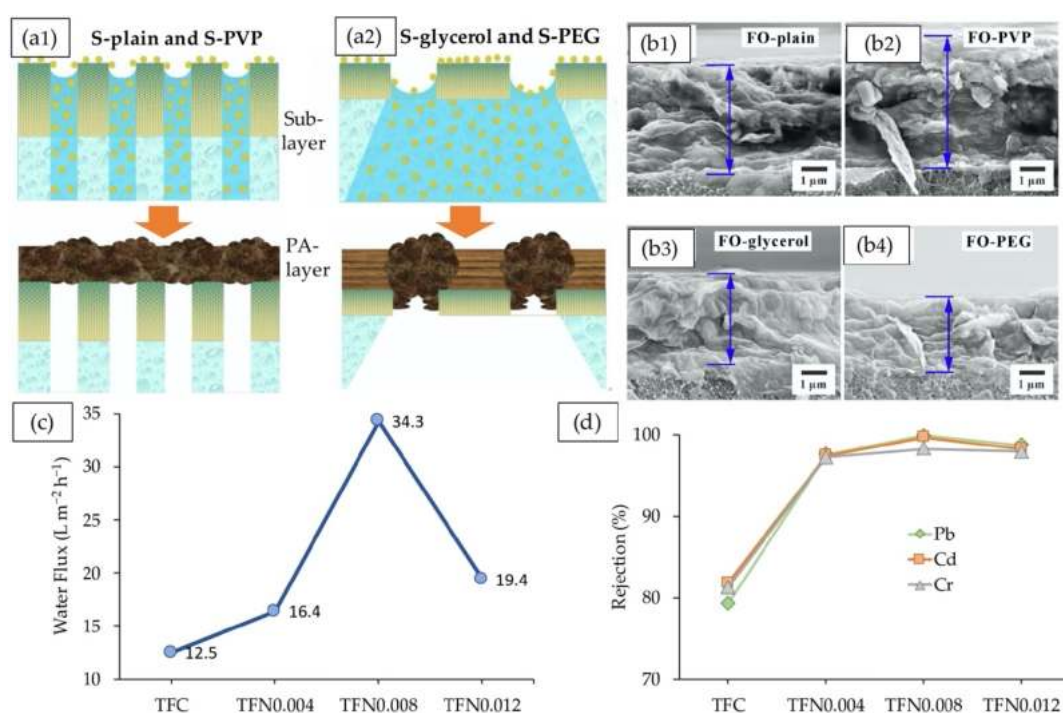 (a1)
S-plain and S-PVP
(a2)
S-glycerol and S-PEG
Sub-
layer
PA-
layer
(b1)
FO-plain
1 μm
(b2)
FO-PVP
1 μm
(b3)
FO-glycerol
1 μm
(b4)
FO-PEG
1 μm
(c)
Water Flux (L m⁻² h⁻¹)
35
30
25
20
15
10
12.5
16.4
34.3
19.4
TFC
TFN0.004
TFN0.008
TFN0.012
(d)
Rejection (%)
100
90
80
70
Pb
Cd
Cr
TFC
TFN0.004
TFN0.008
TFN0.012